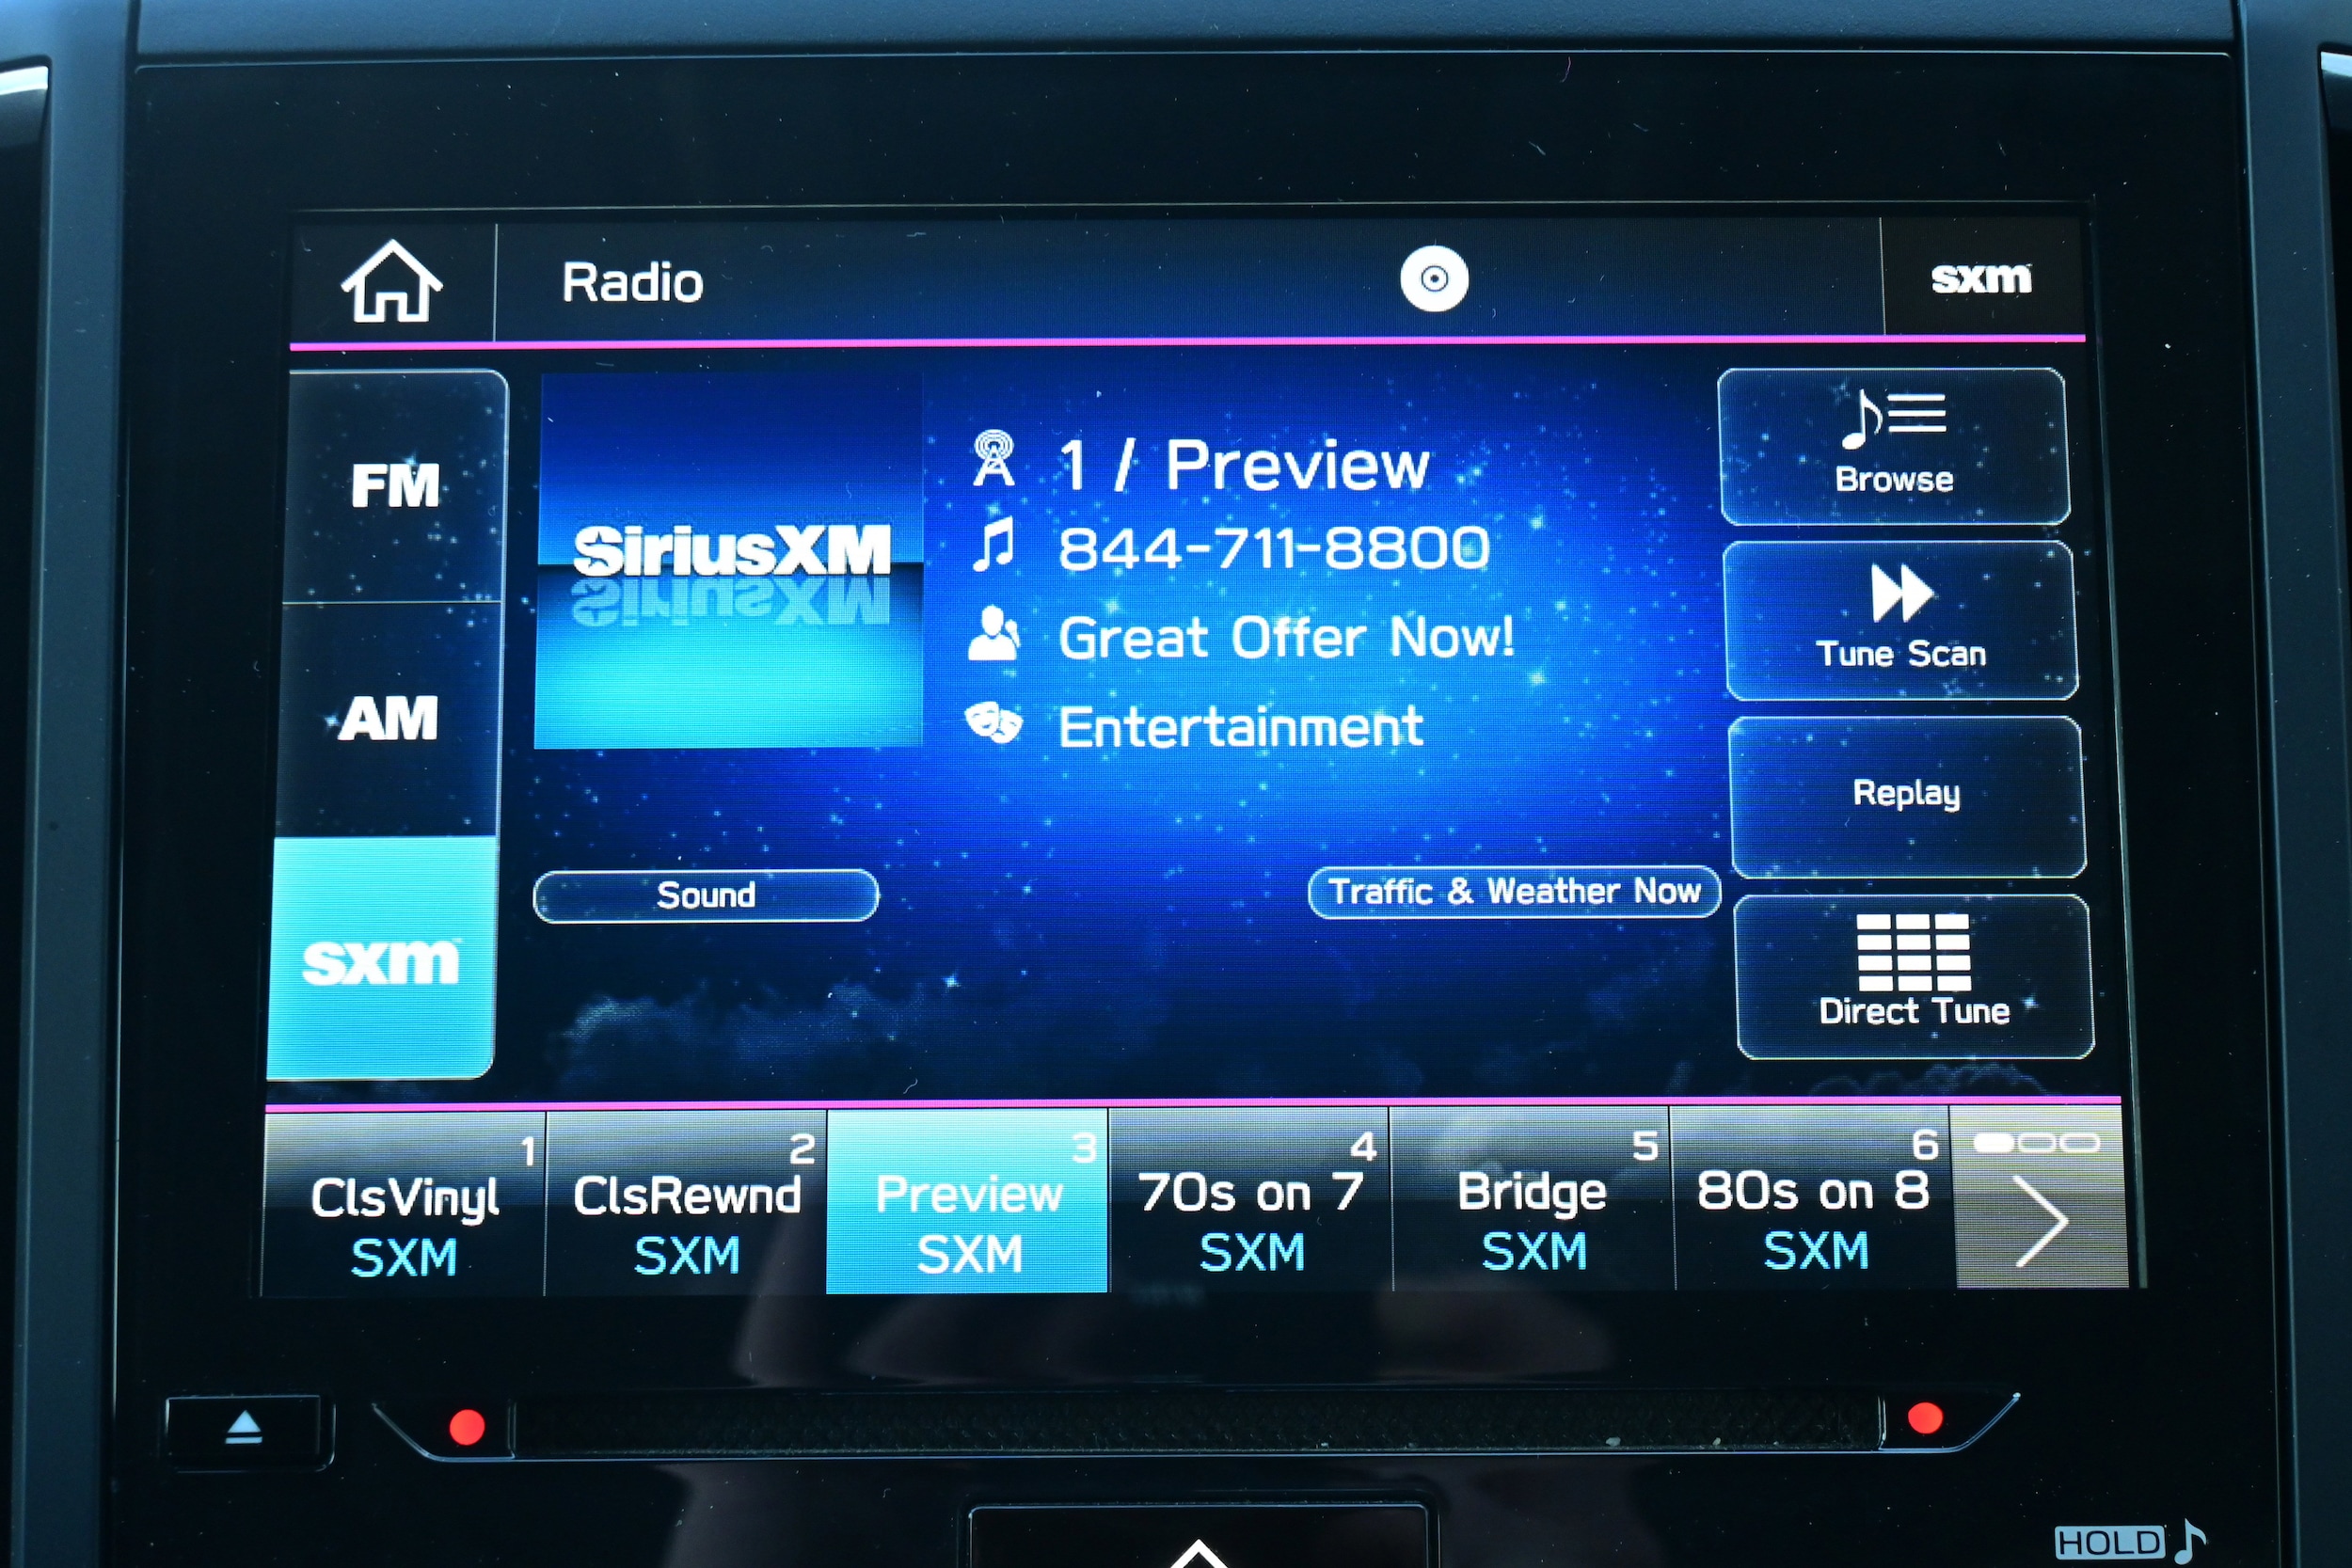 Radio
sxm
FM
AM
sxm
SiriusXM
1 / Preview
844-711-8800
Great Offer Now!
Entertainment
Sound
Traffic & Weather Now
Browse
Tune Scan
Replay
Direct Tune
1
ClsVinyl
SXM
2
ClsRewnd
SXM
3
Preview
SXM
4
70s on 7
SXM
5
Bridge
SXM
6
80s on 8
SXM
HOLD